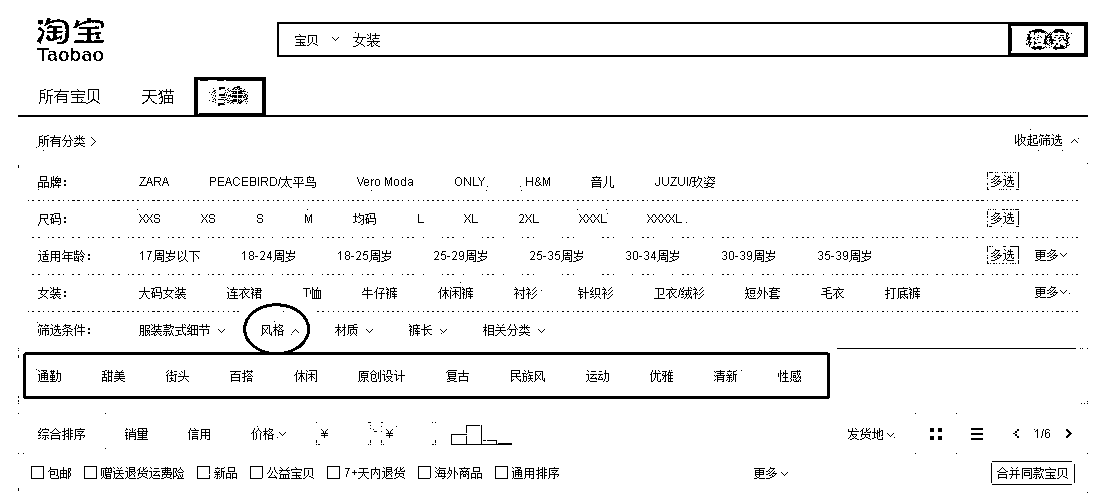 淘宝
Taobao
宝贝 女装 搜索
所有宝贝 天猫
所有分类 收起筛选
品牌： ZARA PEACEBIRD/太平鸟 Vero Moda ONLY H&M 音儿 JUZUI/玖姿 多选
尺码： XXS XS S M 均码 L XL 2XL XXXL XXXXL 多选
适用年龄： 17周岁以下 18-24周岁 18-25周岁 25-29周岁 25-35周岁 30-34周岁 30-39周岁 35-39周岁 多选 更多
女装： 大码女装 连衣裙 T恤 牛仔裤 休闲裤 衬衫 针织衫 卫衣/绒衫 短外套 毛衣 打底裤 更多
筛选条件： 服装款式细节 风格 材质 裤长 相关分类
通勤 甜美 街头 百搭 休闲 原创设计 复古 民族风 运动 优雅 清新 性感
综合排序 销量 信用 价格 ¥ ¥ 发货地 < 1/6 >
包邮 赠送退货运费险 新品 公益宝贝 7+天内退货 海外商品 通用排序 更多 合并同款宝贝